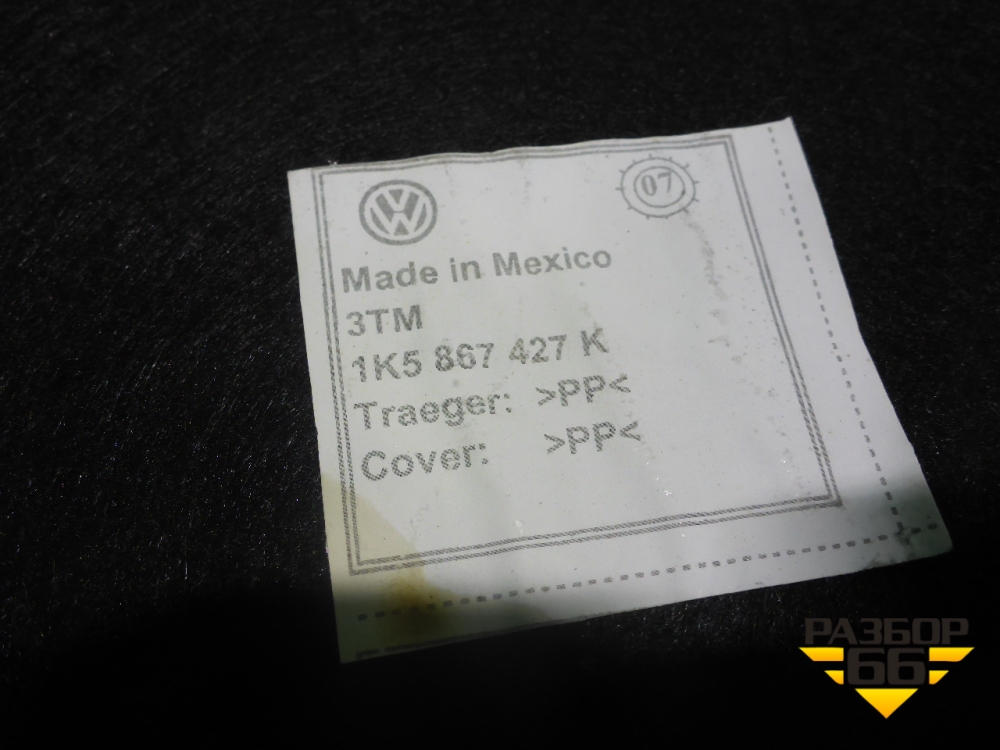 07
Made in Mexico
3TM
1K5 867 427 K
Traeger: >PP<
Cover: >PP<
РАЗБОР
66